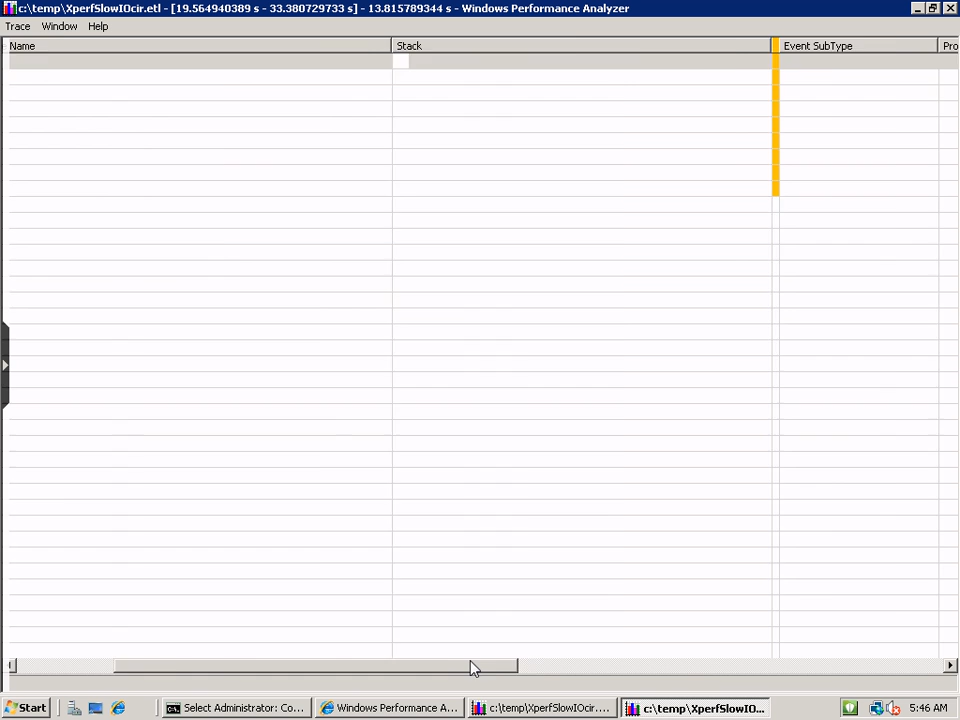 c:\temp\XperfSlowIOcir.etl - [19.564940389 s - 33.380729733 s] - 13.815789344 s - Windows Performance Analyzer
Trace Window Help
Name Stack Event SubType Pro
Start Select Administrator: Co... Windows Performance A... c:\temp\XperfSlowIOcir.... c:\temp\XperfSlowIO... 5:46 AM